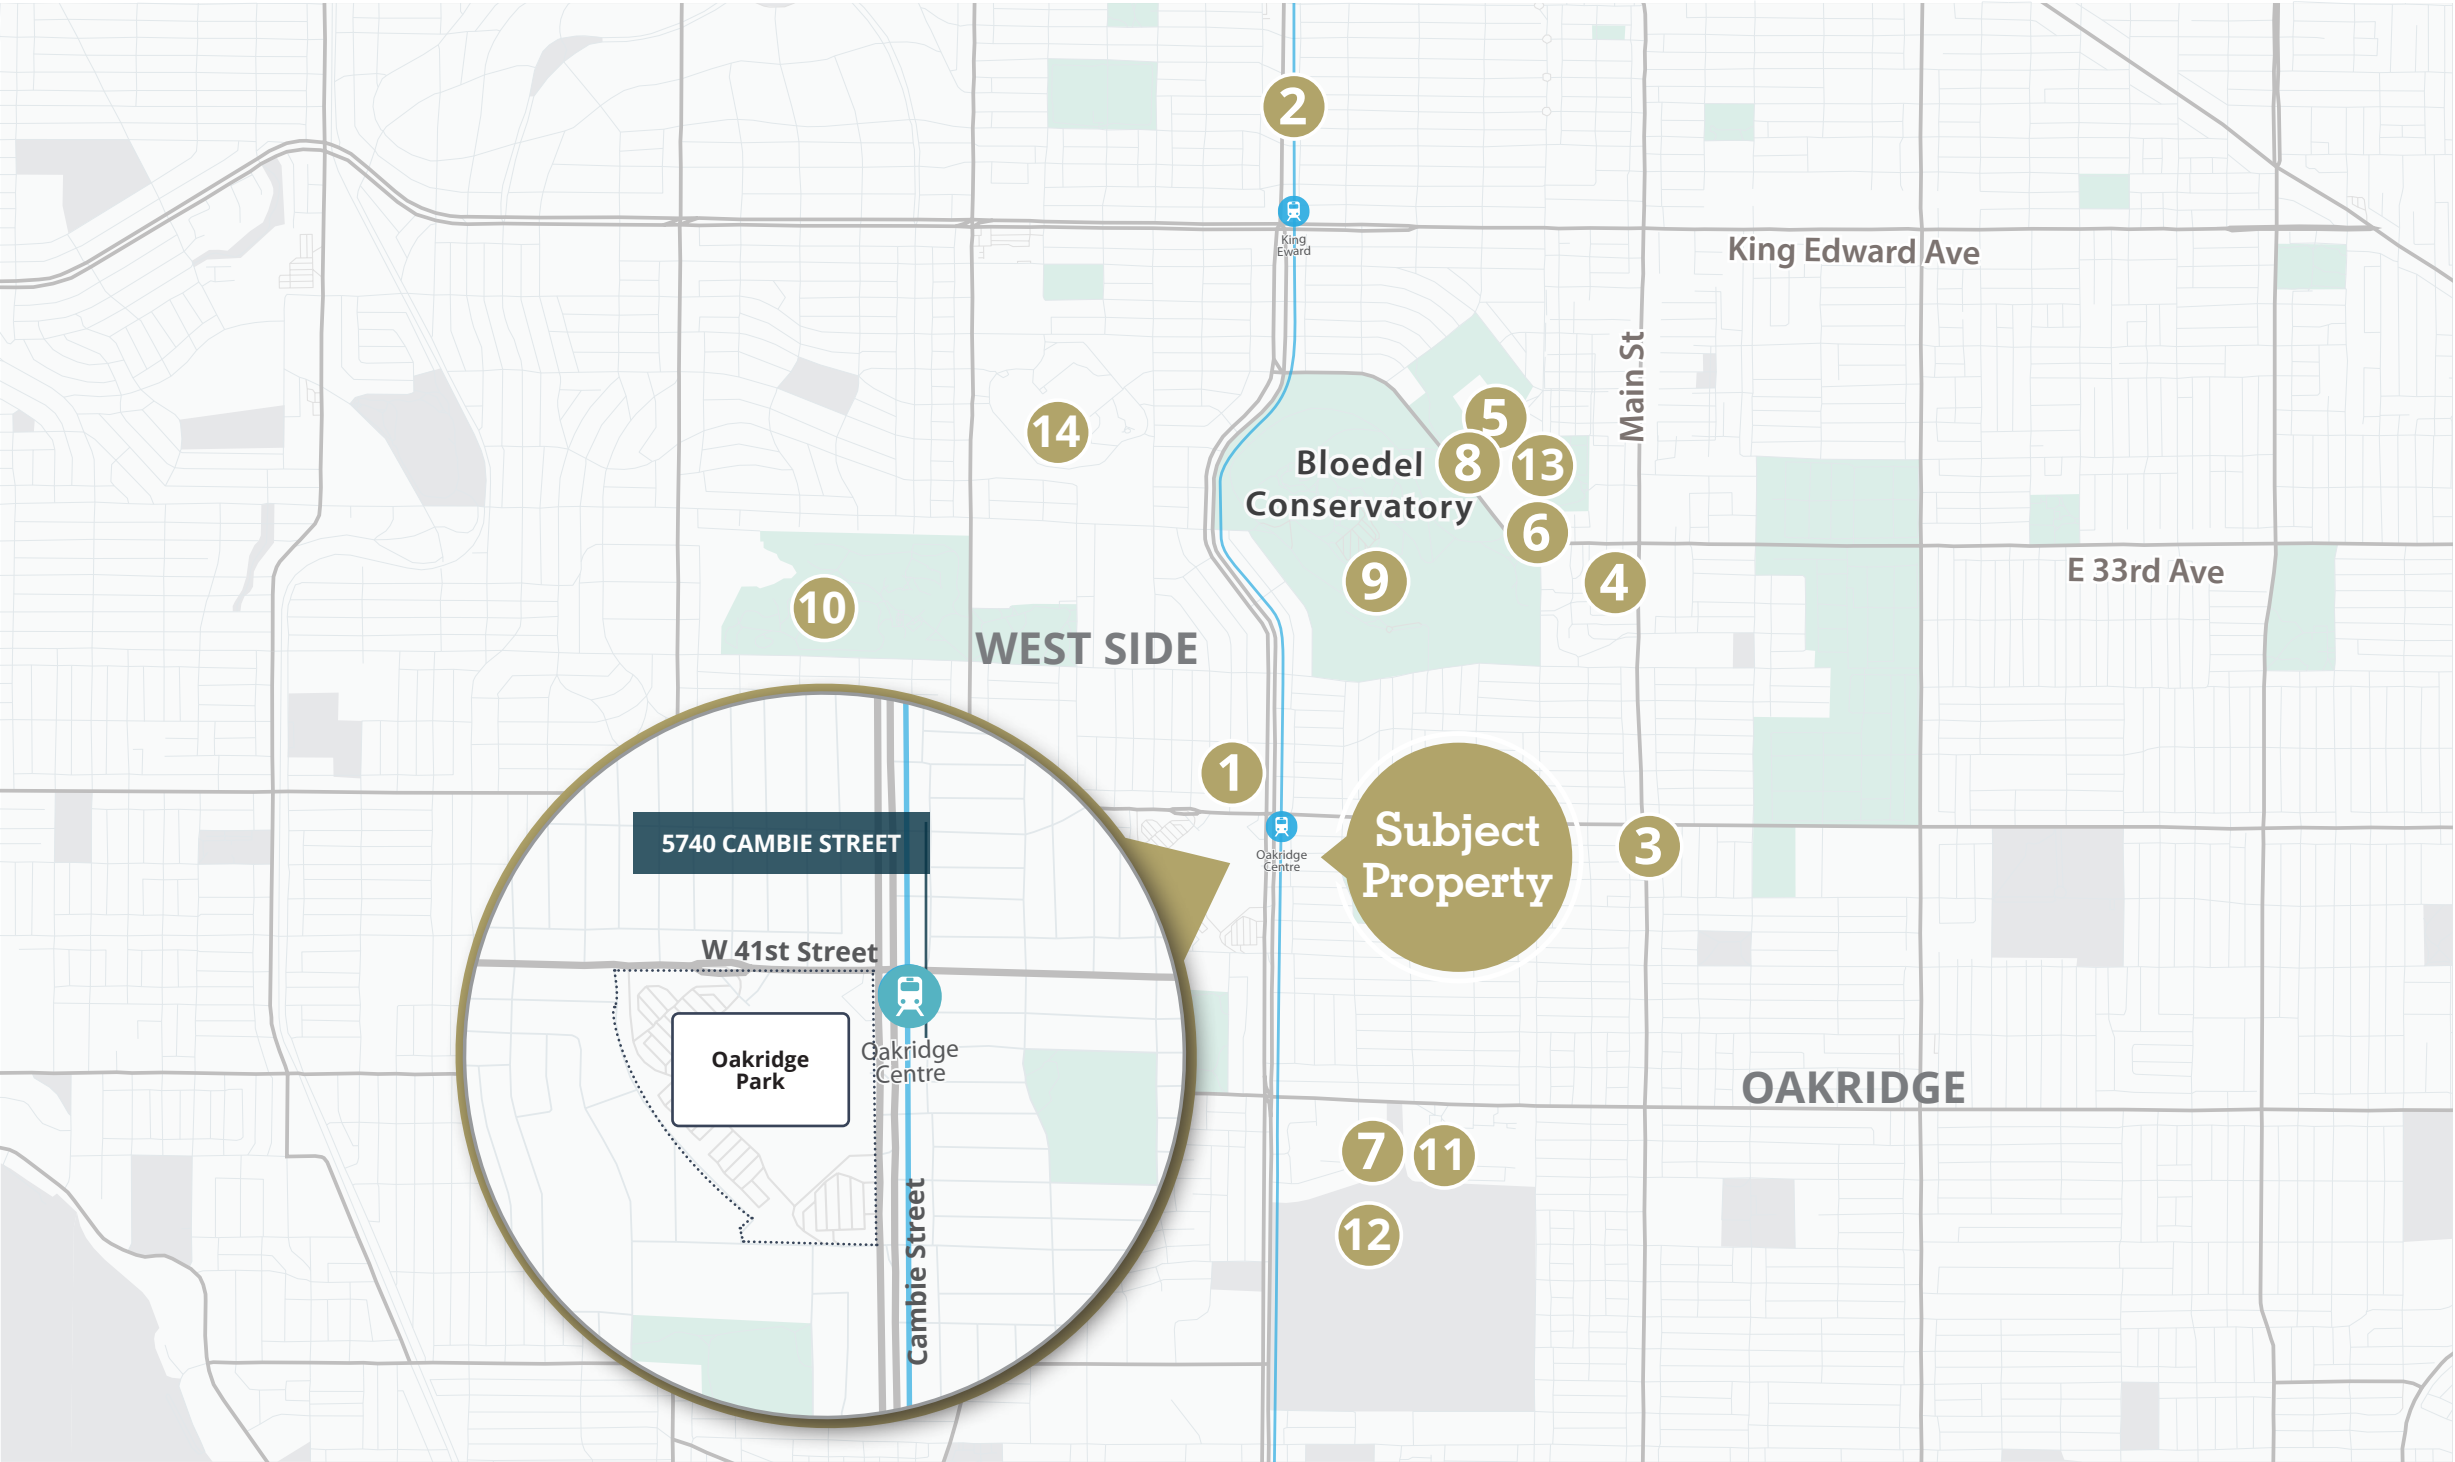 2
King
Eward
King Edward Ave
Main St
5
14
Bloedel
Conservatory
8
13
6
E 33rd Ave
9
4
10
WEST SIDE
1
5740 CAMBIE STREET
Subject
Property
3
Oakridge
Centre
W 41st Street
Oakridge
Park
Oakridge
Centre
OAKRIDGE
7
11
12
Cambie Street